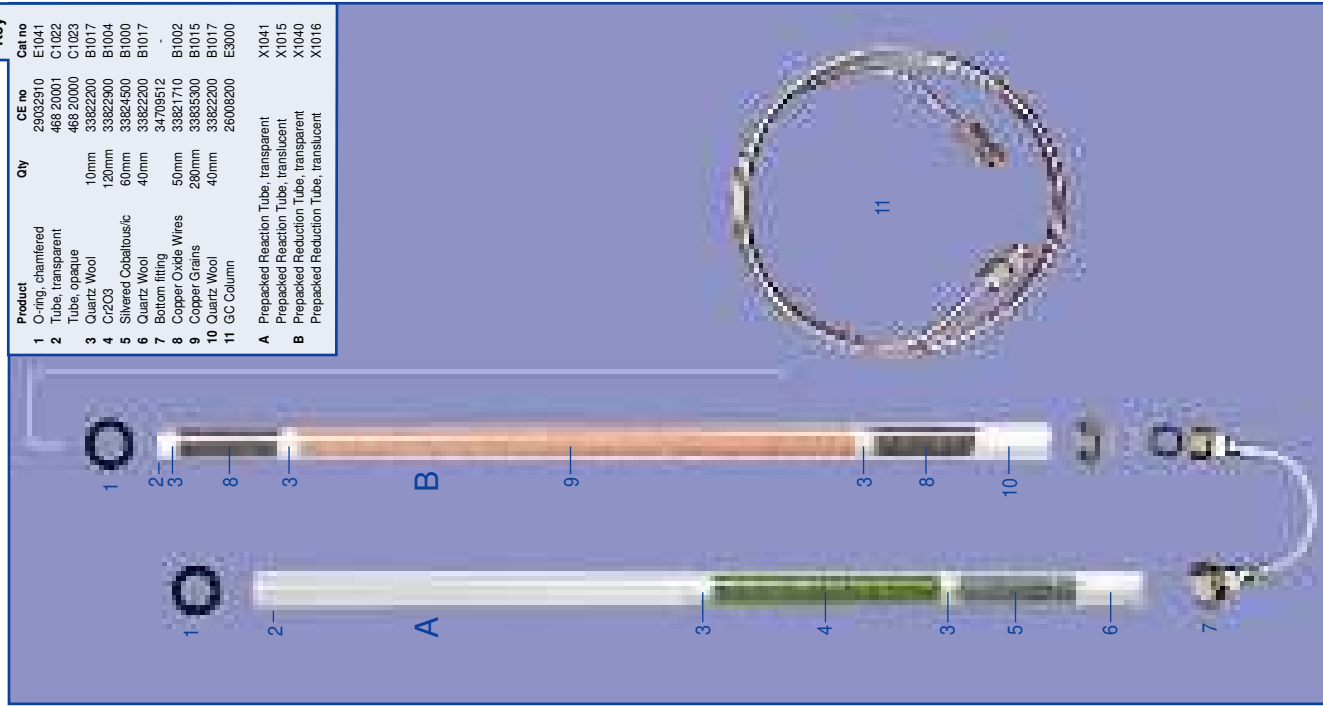 Key
Product Qty CE no Cat no
1 O-ring, chamfered 29032910 E1041
2 Tube, transparent 468 20001 C1022
Tube, opaque 468 20000 C1023
3 Quartz Wool 10mm 33822200 B1017
4 Cr2O3 120mm 33822900 B1004
5 Silvered Cobaltous/ic 60mm 33824500 B1000
6 Quartz Wool 40mm 33822200 B1017
7 Bottom fitting 34709512 -
8 Copper Oxide Wires 50mm 33821710 B1002
9 Copper Grains 280mm 33835300 B1015
10 Quartz Wool 40mm 33822200 B1017
11 GC Column 26008200 E3000
A Prepacked Reaction Tube, transparent X1041
Prepacked Reaction Tube, translucent X1015
B Prepacked Reduction Tube, transparent X1040
Prepacked Reduction Tube, translucent X1016
11
1
2
3
8
3
B
9
3
8
10
1
2
A
3
4
3
5
6
7